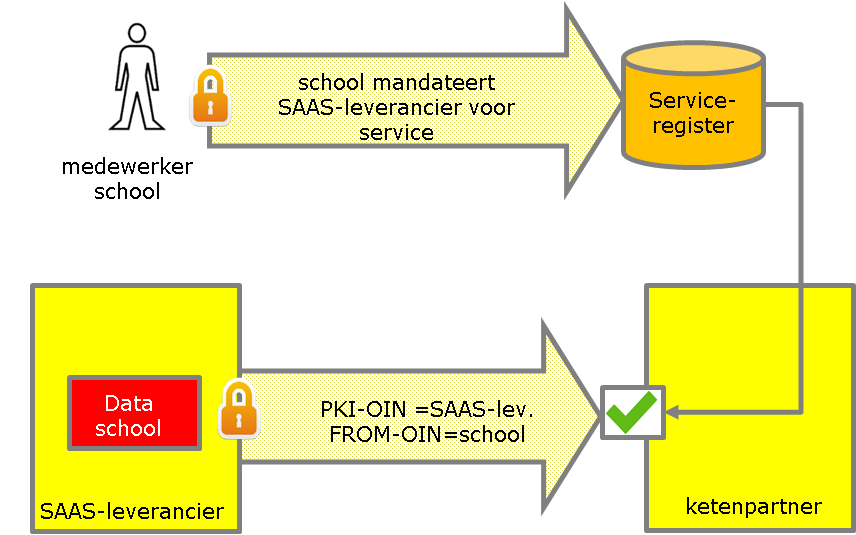 school mandateert
SAAS-leverancier voor
service
Service-
register
medewerker
school
Data
school
SAAS-leverancier
PKI-OIN =SAAS-lev.
FROM-OIN=school
ketenpartner